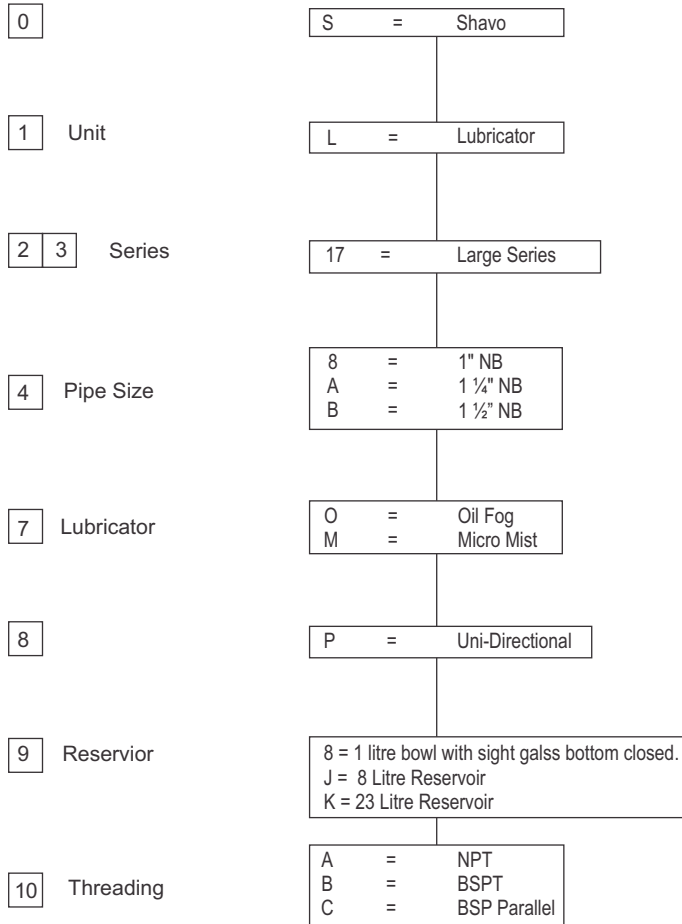 0 S = Shavo
1 Unit L = Lubricator
2 3 Series 17 = Large Series
8 = 1" NB
4 Pipe Size A = 1 ¼" NB
B = 1 ½” NB
7 Lubricator O = Oil Fog
M = Micro Mist
8 P = Uni-Directional
9 Reservior 8 = 1 litre bowl with sight galss bottom closed.
J = 8 Litre Reservoir
K = 23 Litre Reservoir
A = NPT
10 Threading B = BSPT
C = BSP Parallel